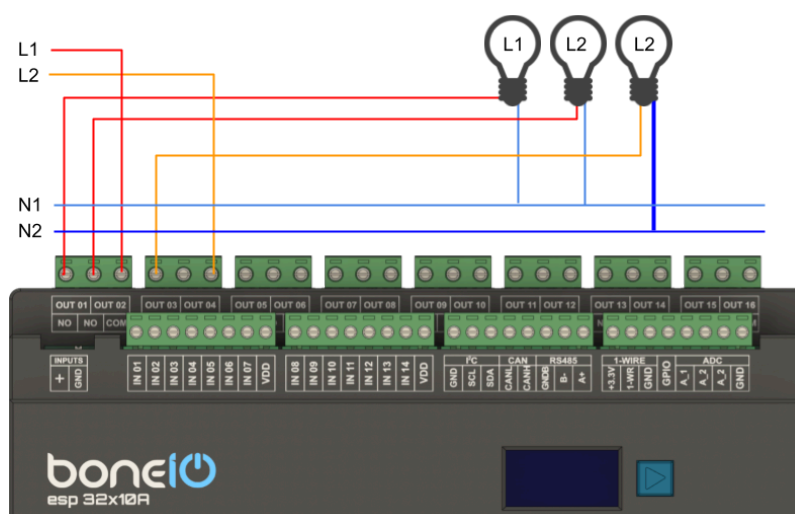 L1 L2 L2
L1
L2
N1
N2
OUT 01 OUT 02 OUT 03 OUT 04 OUT 05 OUT 06 OUT 07 OUT 08 OUT 09 OUT 10 OUT 11 OUT 12 OUT 13 OUT 14 OUT 15 OUT 16
NO NO COM
INPUTS
+ GND
IN 01 IN 02 IN 03 IN 04 IN 05 IN 06 IN 07 VDD
IN 08 IN 09 IN 10 IN 11 IN 12 IN 13 IN 14 VDD
I²C CAN RS485
GND SCL SDA CANL CANH GNDB B- A+
1-WIRE ADC
+3.3V 1-WR GND GPIO A_1 A_2 A_2 GND
boneIO
esp 32x10A